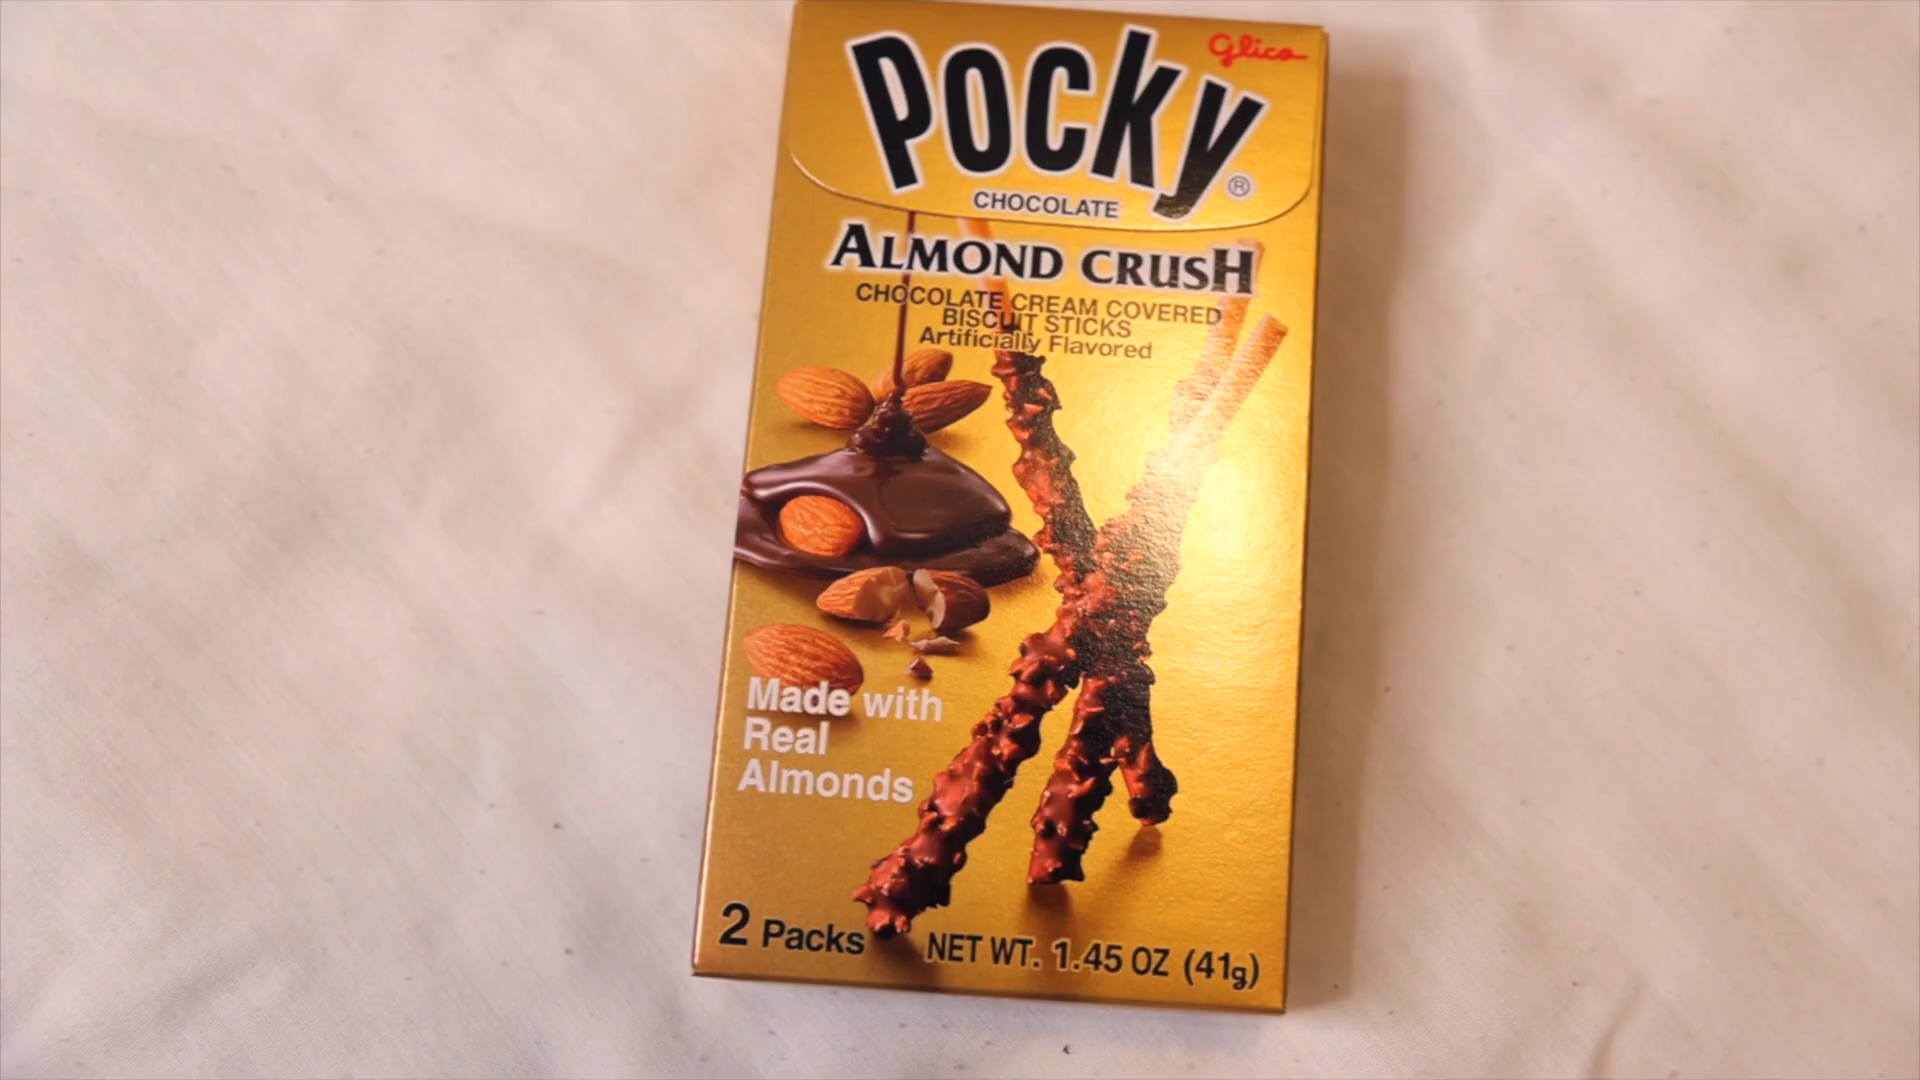 Glico
Pocky®
CHOCOLATE
ALMOND CRUSH
CHOCOLATE CREAM COVERED
BISCUIT STICKS
Artificially Flavored
Made with
Real
Almonds
2 Packs
NET WT. 1.45 OZ (41g)